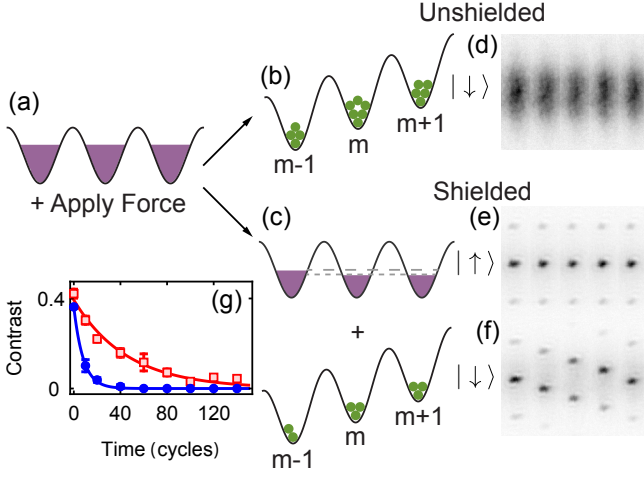 Unshielded
(a)
(b)
(d)
|↓⟩
m-1
m
m+1
+ Apply Force
Shielded
(c)
(e)
|↑⟩
+
(g)
Contrast
0.4
0
0
40
80
120
Time (cycles)
(f)
|↓⟩
m-1
m
m+1